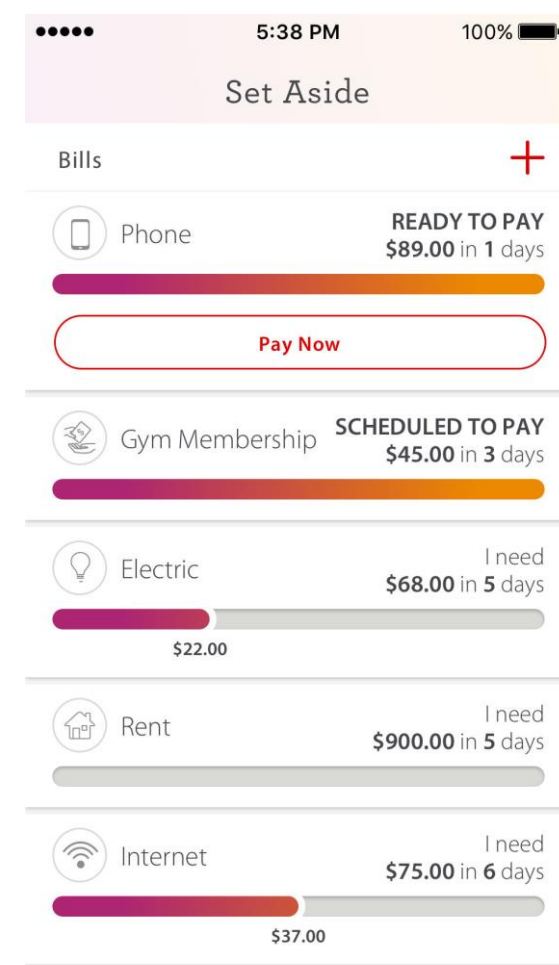 5:38 PM 100%
Set Aside
Bills
Phone READY TO PAY
$89.00 in 1 days
Pay Now
Gym Membership SCHEDULED TO PAY
$45.00 in 3 days
Electric I need
$68.00 in 5 days
$22.00
Rent I need
$900.00 in 5 days
Internet I need
$75.00 in 6 days
$37.00